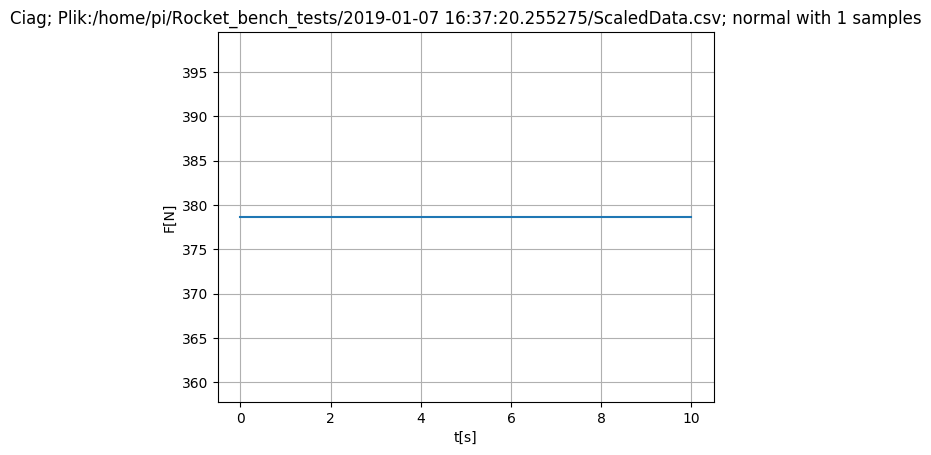 Ciag; Plik:/home/pi/Rocket_bench_tests/2019-01-07 16:37:20.255275/ScaledData.csv; normal with 1 samples
395
390
385
380
375
370
365
360
F[N]
0 2 4 6 8 10
t[s]